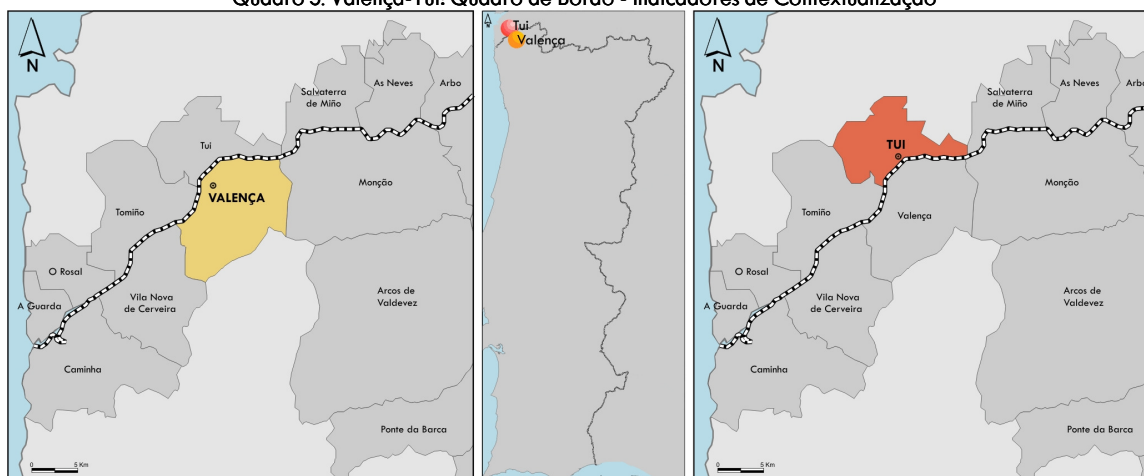 Quadro 5. Valença-Tui: Quadro de Bordo - Indicadores de Contextualização
N
Salvaterra
de Miño
As Neves
Arbo
Tui
VALENÇA
Monção
Tomiño
O Rosal
A Guarda
Vila Nova
de Cerveira
Arcos
de Valdevez
Caminha
Ponte da Barca
0 5 Km
N
Tui
Valença
N
Salvaterra
de Miño
As Neves
Arbo
TUI
Monção
Tomiño
Valença
O Rosal
A Guarda
Vila Nova
de Cerveira
Arcos
de Valdevez
Caminha
Ponte da Barca
0 5 Km